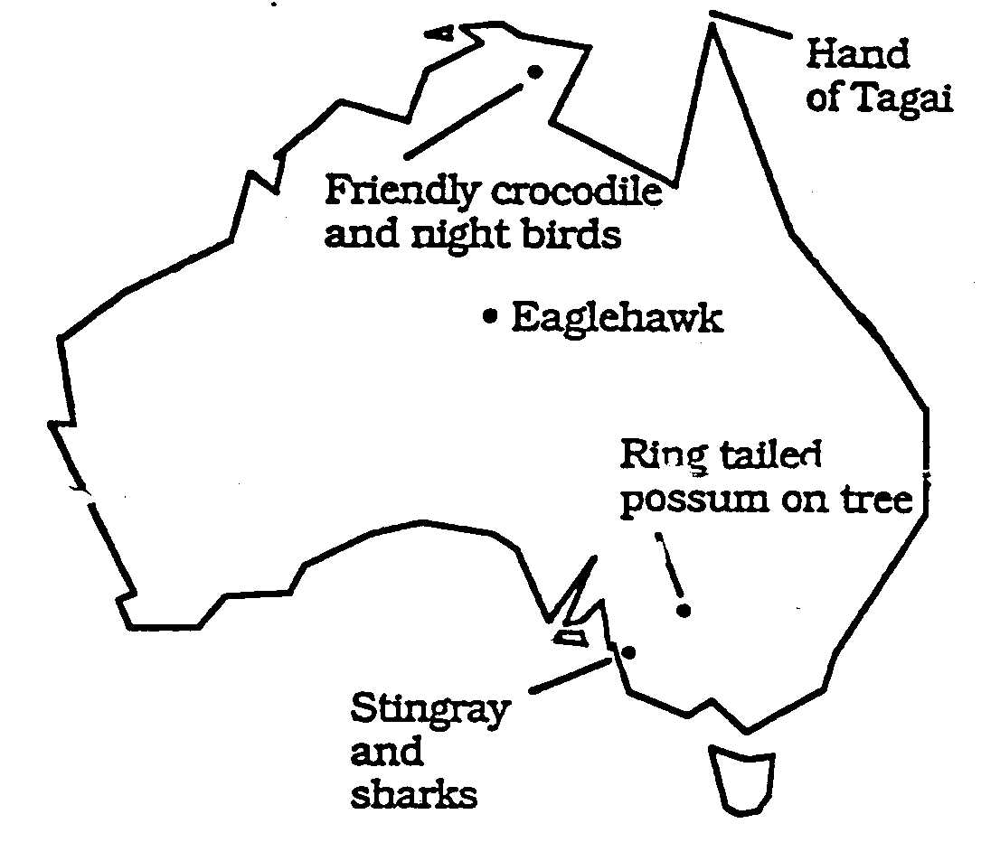 Hand
of Tagai
Friendly crocodile
and night birds
Eaglehawk
Ring tailed
possum on tree
Stingray
and
sharks